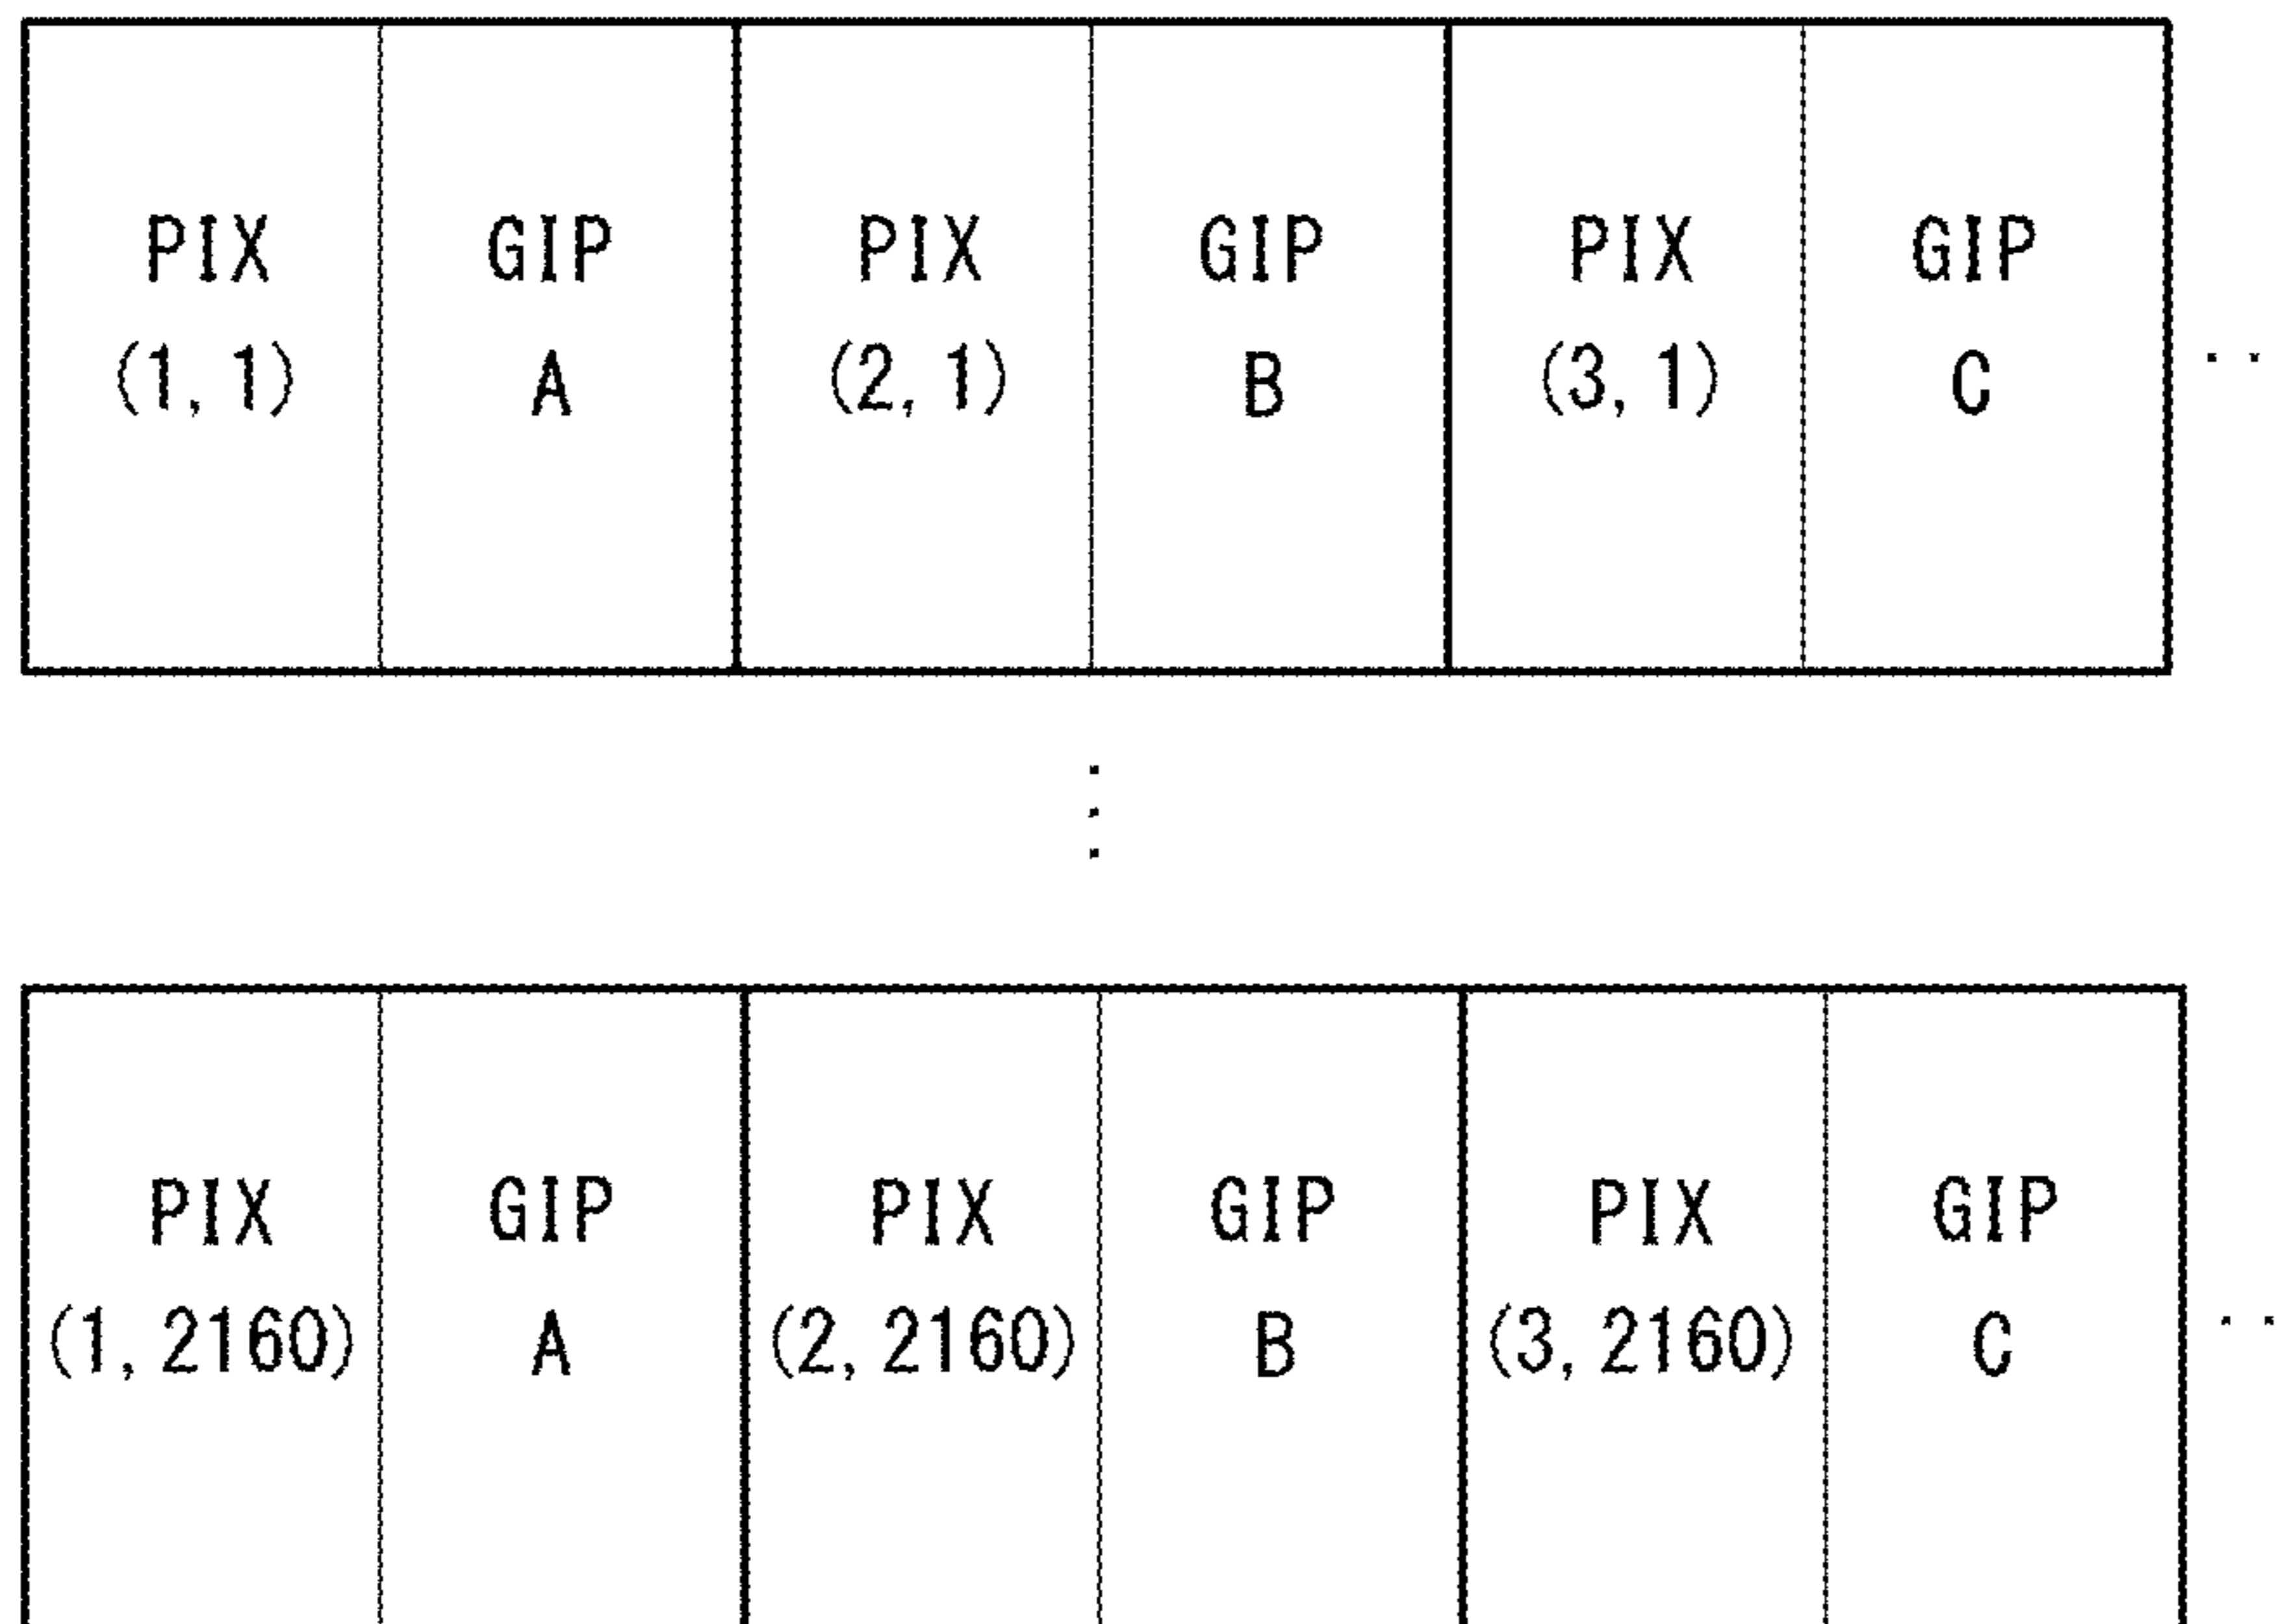 PIX GIP PIX GIP PIX GIP
(1, 1) A (2, 1) B (3, 1) C
PIX GIP PIX GIP PIX GIP
(1, 2160) A (2, 2160) B (3, 2160) C